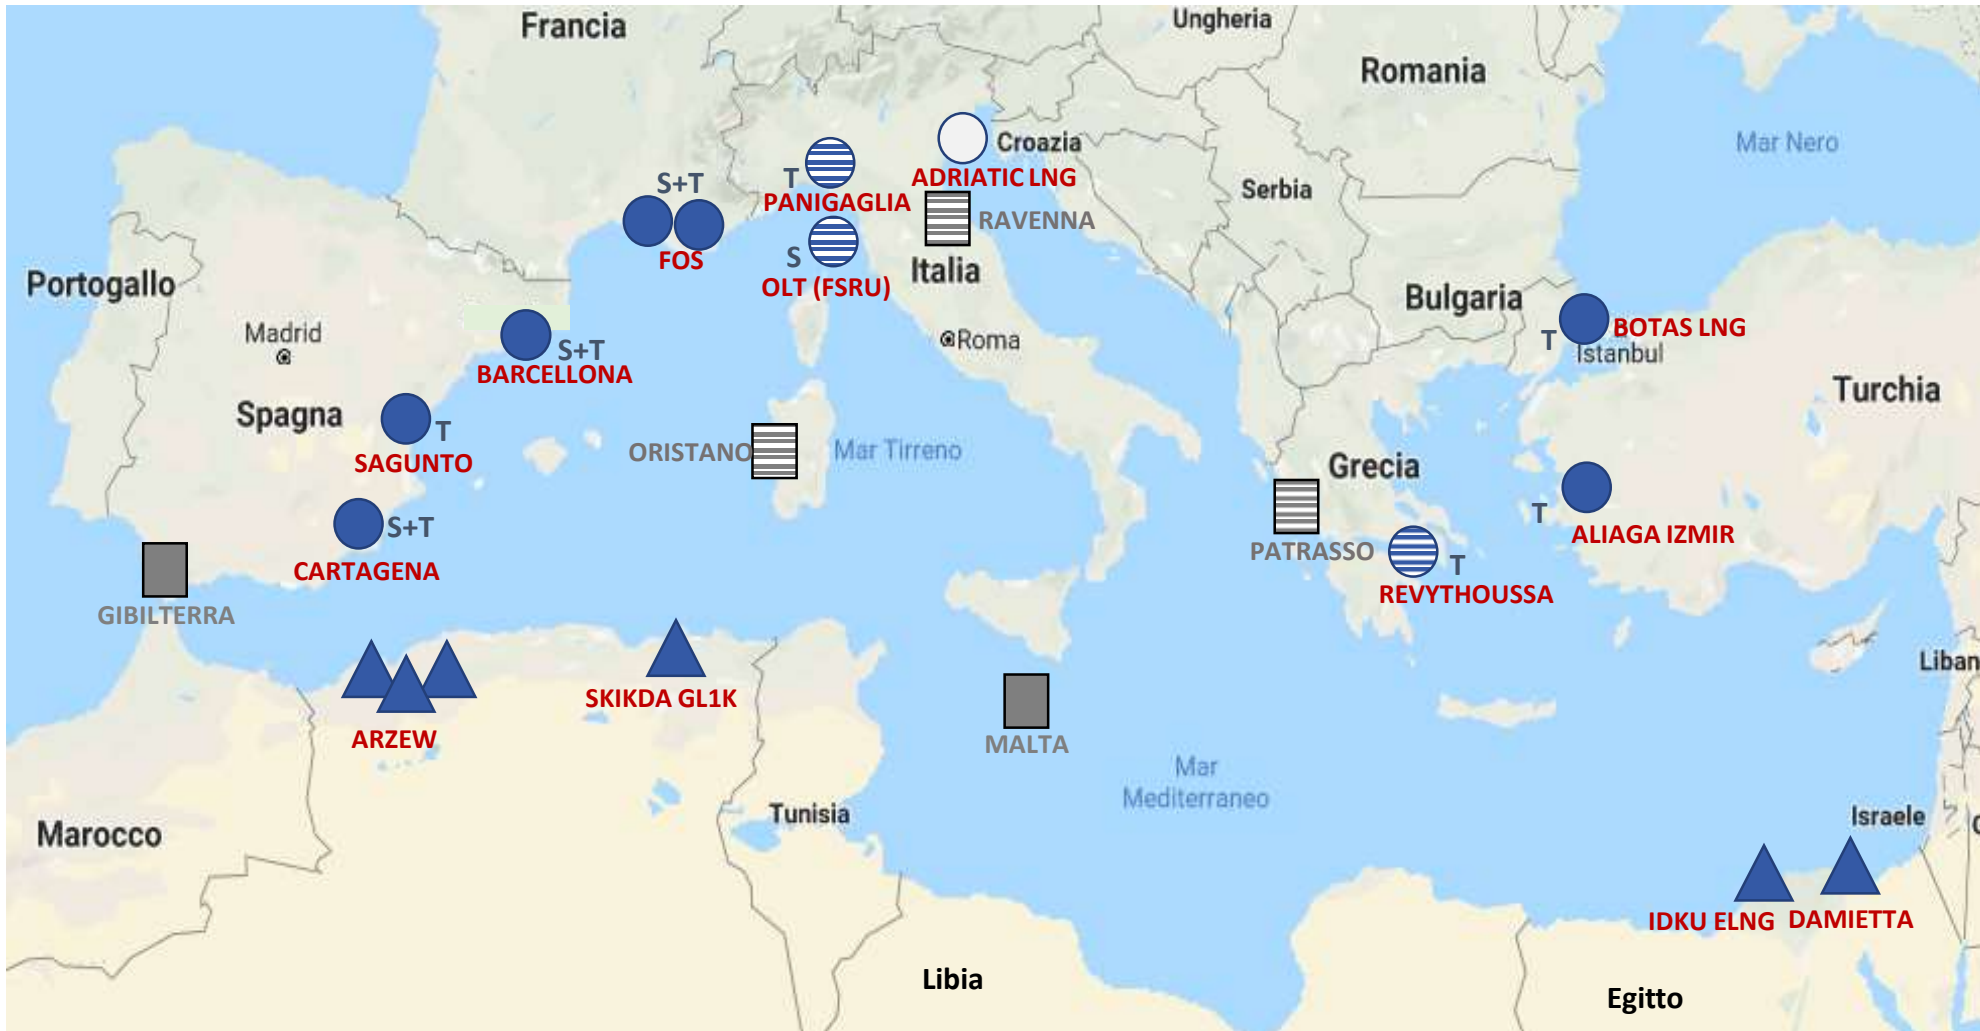 Francia
Ungheria
Romania
Croazia
Mar Nero
T
PANIGAGLIA
ADRIATIC LNG
S+T
FOS
Serbia
RAVENNA
S
OLT (FSRU)
Italia
Portogallo
Bulgaria
BOTAS LNG
T
Istanbul
Madrid
S+T
BARCELLONA
Roma
Turchia
Spagna
T
SAGUNTO
ORISTANO
Mar Tirreno
Grecia
S+T
CARTAGENA
T
ALIAGA IZMIR
PATRASSO
T
REVYTHOUSSA
GIBILTERRA
Liban
SKIKDA GL1K
ARZEW
MALTA
Mar
Mediterraneo
Marocco
Tunisia
Israele
IDKU ELNG
DAMIETTA
Libia
Egitto